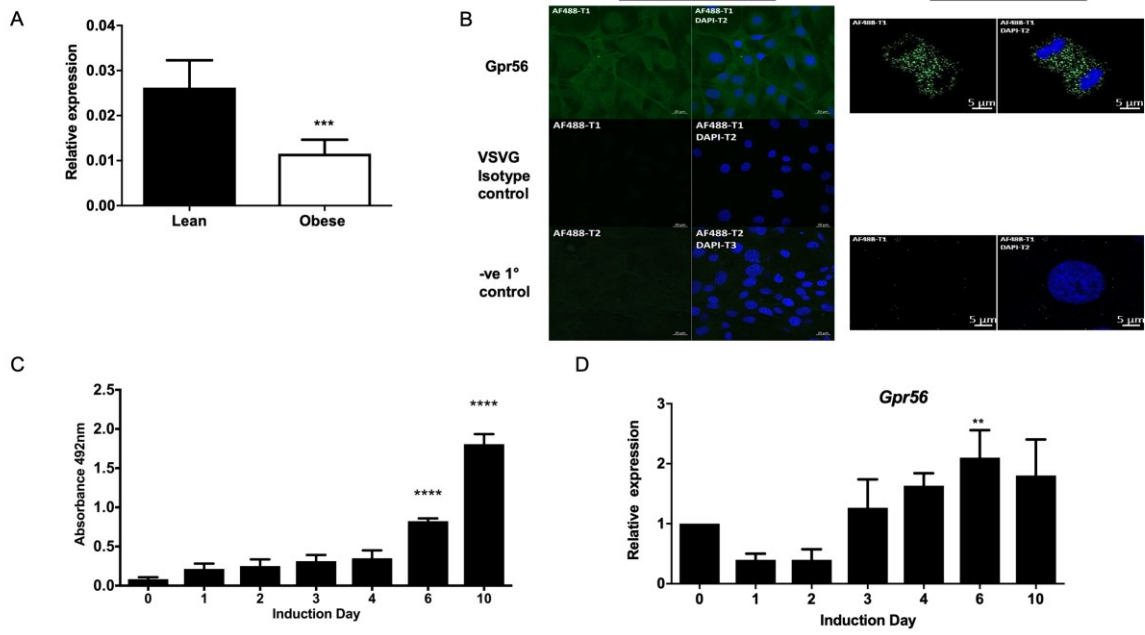 A
0.04
0.03
0.02
0.01
0.00
Relative expression
***
Lean
Obese
B
Gpr56
VSVG
Isotype
control
-ve 1°
control
AF488-T1
AF488-T1
DAPI-T2
AF488-T1
AF488-T1
DAPI-T2
AF488-T2
AF488-T2
DAPI-T3
AF488-T1
AF488-T1
DAPI-T2
5 µm
5 µm
AF488-T1
AF488-T1
DAPI-T2
5 µm
5 µm
C
2.5
2.0
1.5
1.0
0.5
0.0
Absorbance 492nm
****
****
0 1 2 3 4 6 10
Induction Day
D
Gpr56
3
2
1
0
Relative expression
**
0 1 2 3 4 6 10
Induction Day